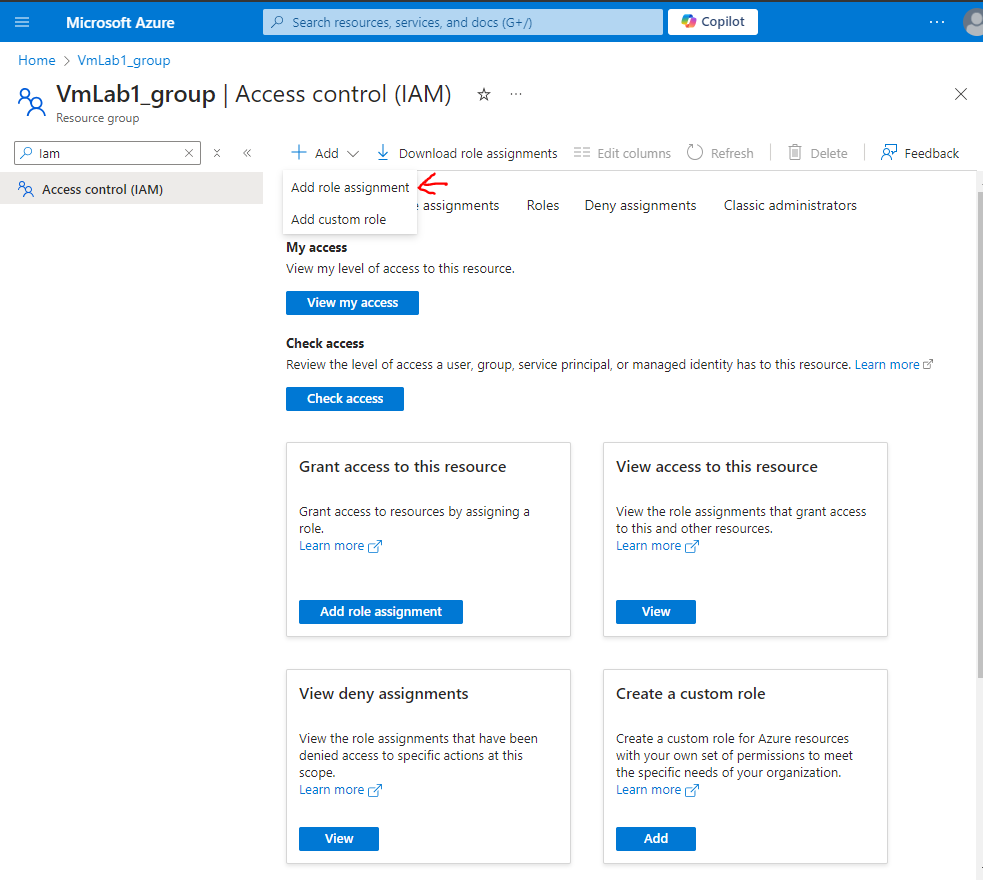 Microsoft Azure
Search resources, services, and docs (G+/)
Copilot
Home > VmLab1_group
VmLab1_group | Access control (IAM)
Resource group
Iam
Add
Download role assignments
Edit columns
Refresh
Delete
Feedback
Access control (IAM)
Add role assignment
Add custom role
assignments
Roles
Deny assignments
Classic administrators
My access
View my level of access to this resource.
View my access
Check access
Review the level of access a user, group, service principal, or managed identity has to this resource. Learn more
Check access
Grant access to this resource
Grant access to resources by assigning a
role.
Learn more
Add role assignment
View access to this resource
View the role assignments that grant access
to this and other resources.
Learn more
View
View deny assignments
View the role assignments that have been
denied access to specific actions at this
scope.
Learn more
View
Create a custom role
Create a custom role for Azure resources
with your own set of permissions to meet
the specific needs of your organization.
Learn more
Add